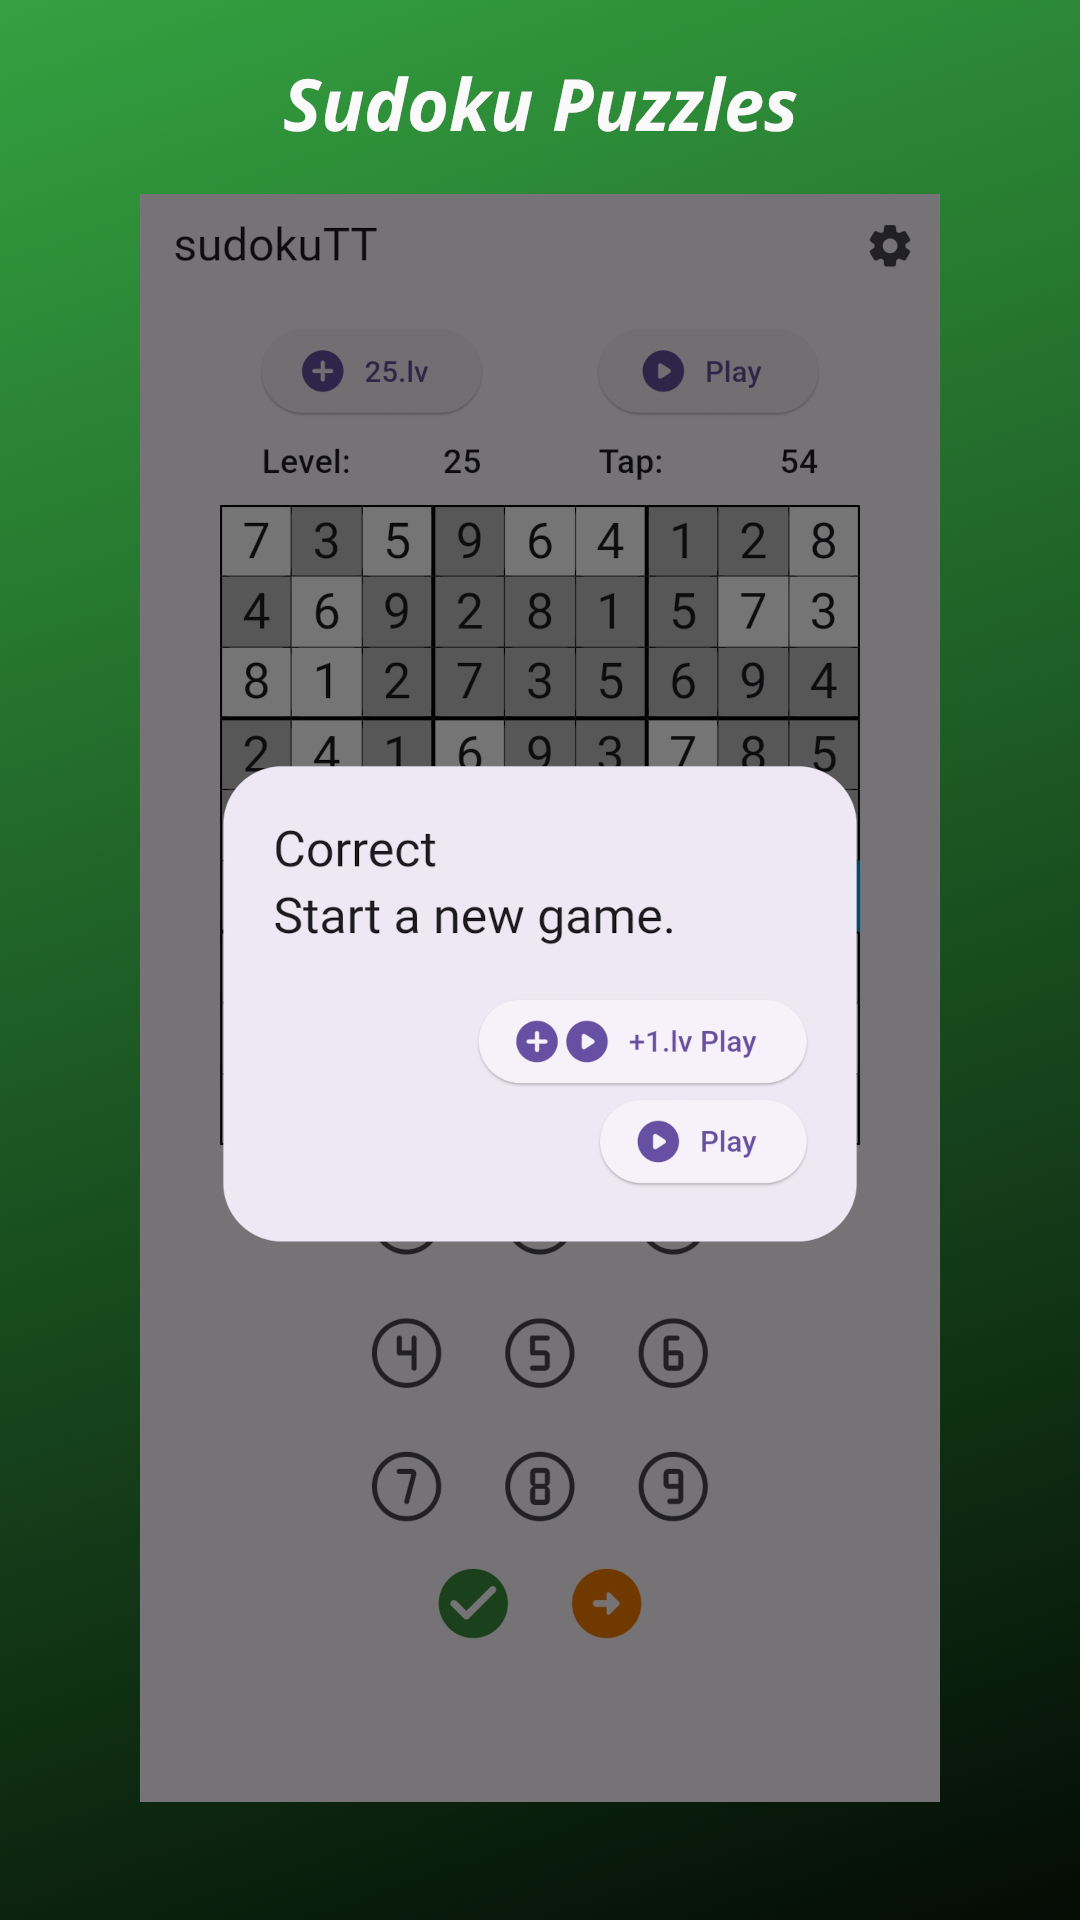 Sudoku Puzzles
sudokuTT
25.lv Play
Level: 25 Tap: 54
7 3 5 9 6 4 1 2 8
4 6 9 2 8 1 5 7 3
8 1 2 7 3 5 6 9 4
2 4 1 6 9 3 7 8 5
Correct
Start a new game.
+1.lv Play
Play
4 5 6
7 8 9